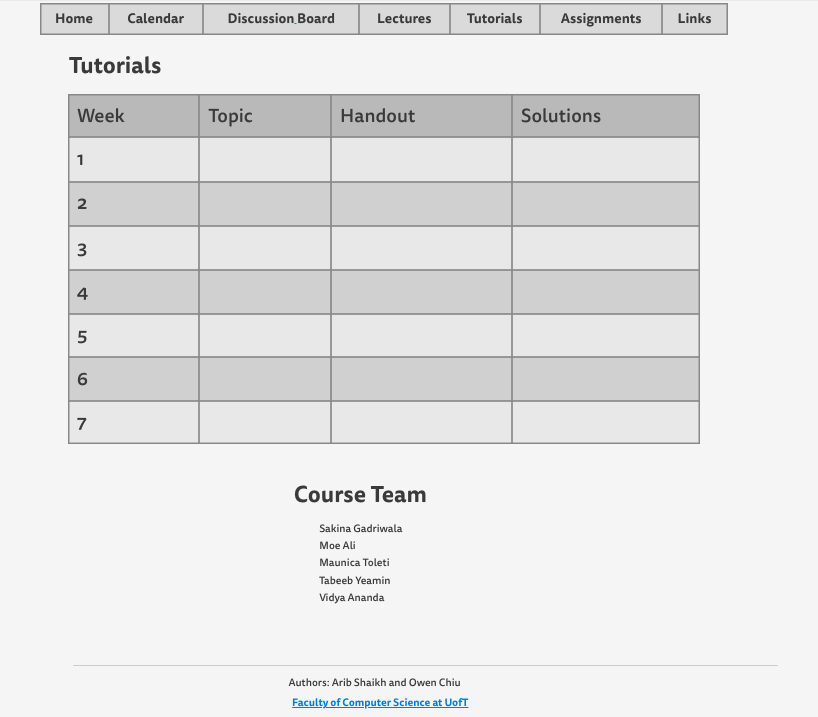 Home Calendar Discussion Board Lectures Tutorials Assignments Links
Tutorials
Week Topic Handout Solutions
1
2
3
4
5
6
7
Course Team
Sakina Gadriwala
Moe Ali
Maunica Toleti
Tabeeb Yeamin
Vidya Ananda
Authors: Arib Shaikh and Owen Chiu
Faculty of Computer Science at UofT